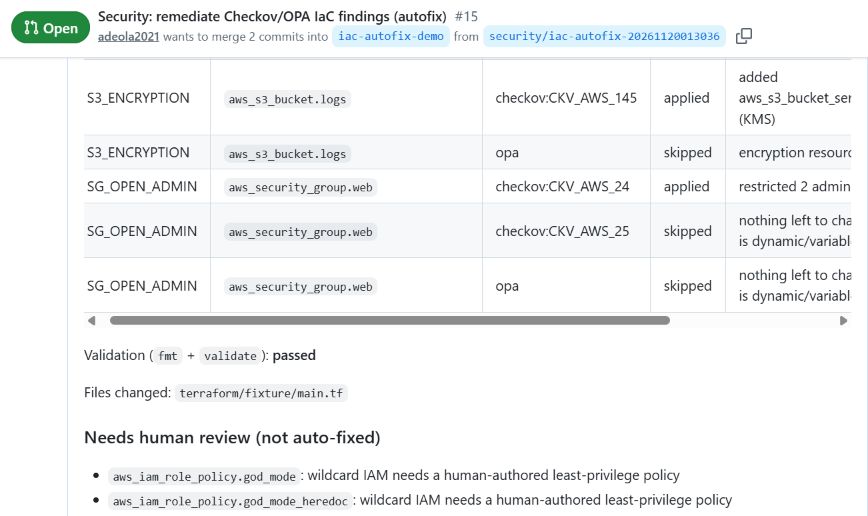 Open
Security: remediate Checkov/OPA IaC findings (autofix) #15
adeola2021 wants to merge 2 commits into iac-autofix-demo from security/iac-autofix-20261120013036
S3_ENCRYPTION aws_s3_bucket.logs checkov:CKV_AWS_145 applied added
aws_s3_bucket_ser
(KMS)
S3_ENCRYPTION aws_s3_bucket.logs opa skipped encryption resourc
SG_OPEN_ADMIN aws_security_group.web checkov:CKV_AWS_24 applied restricted 2 admin
SG_OPEN_ADMIN aws_security_group.web checkov:CKV_AWS_25 skipped nothing left to cha
is dynamic/variabl
SG_OPEN_ADMIN aws_security_group.web opa skipped nothing left to cha
is dynamic/variabl
Validation ( fmt + validate ): passed
Files changed: terraform/fixture/main.tf
Needs human review (not auto-fixed)
• aws_iam_role_policy.god_mode : wildcard IAM needs a human-authored least-privilege policy
• aws_iam_role_policy.god_mode_heredoc : wildcard IAM needs a human-authored least-privilege policy